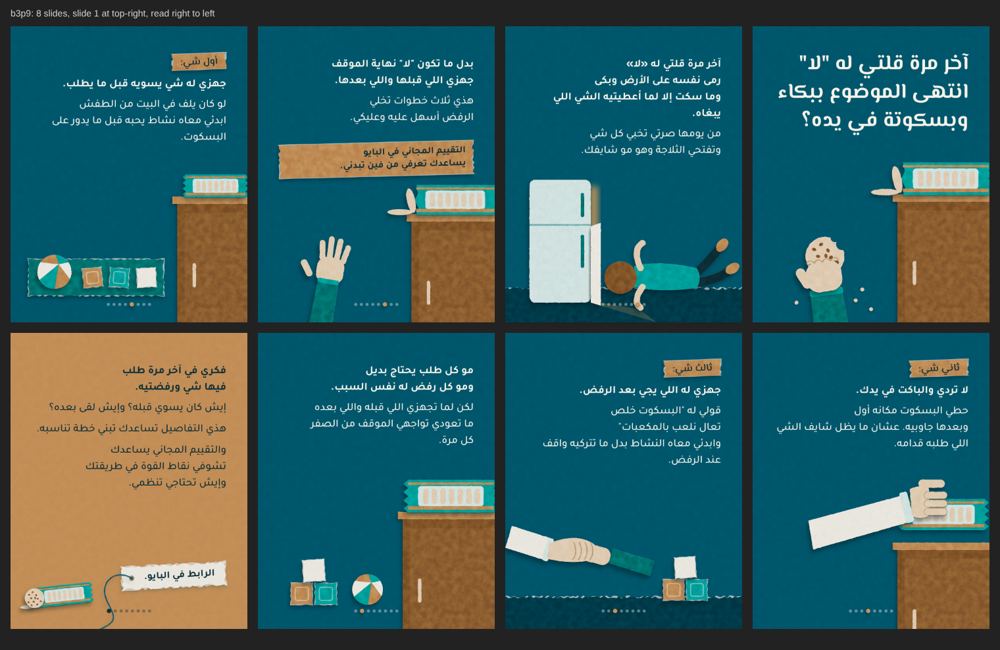 b3p9: 8 slides, slide 1 at top-right, read right to left
آخر مرة قلتي له "لا"
انتهى الموضوع ببكاء
وبسكوتة في يده؟
آخر مرة قلتي له «لا»
رمى نفسه على الأرض وبكى
وما سكت إلا لما أعطيتيه الشي اللي
يبغاه.
من يومها صرتي تخبي كل شي
وتفتحي الثلاجة وهو مو شايفك.
بدل ما تكون "لا" نهاية الموقف
جهزي اللي قبلها واللي بعدها.
هذي ثلاث خطوات تخلي
الرفض أسهل عليه وعليكي.
التقييم المجاني في البايو
يساعدك تعرفي من فين تبدئي.
أول شي:
جهزي له شي يسويه قبل ما يطلب.
لو كان يلف في البيت من الطفش
ابدئي معاه نشاط يحبه قبل ما يدور على
البسكوت.
ثاني شي:
لا تردي والباكت في يدك.
حطي البسكوت مكانه أول
وبعدها جاوبيه. عشان ما يظل شايف الشي
اللي طلبه قدامه.
ثالث شي:
جهزي له اللي يجي بعد الرفض.
قولي له "البسكوت خلص
تعال نلعب بالمكعبات"
وابدئي معاه النشاط بدل ما تتركيه واقف
عند الرفض.
مو كل طلب يحتاج بديل
ومو كل رفض له نفس السبب.
لكن لما تجهزي اللي قبله واللي بعده
ما تعودي تواجهي الموقف من الصفر
كل مرة.
فكري في آخر مرة طلب
فيها شي ورفضتيه.
إيش كان يسوي قبله؟ وإيش لقى بعده؟
هذي التفاصيل تساعدك تبني خطة تناسبه.
والتقييم المجاني يساعدك
تشوفي نقاط القوة في طريقتك
وإيش تحتاجي تنظمي.
الرابط في البايو.